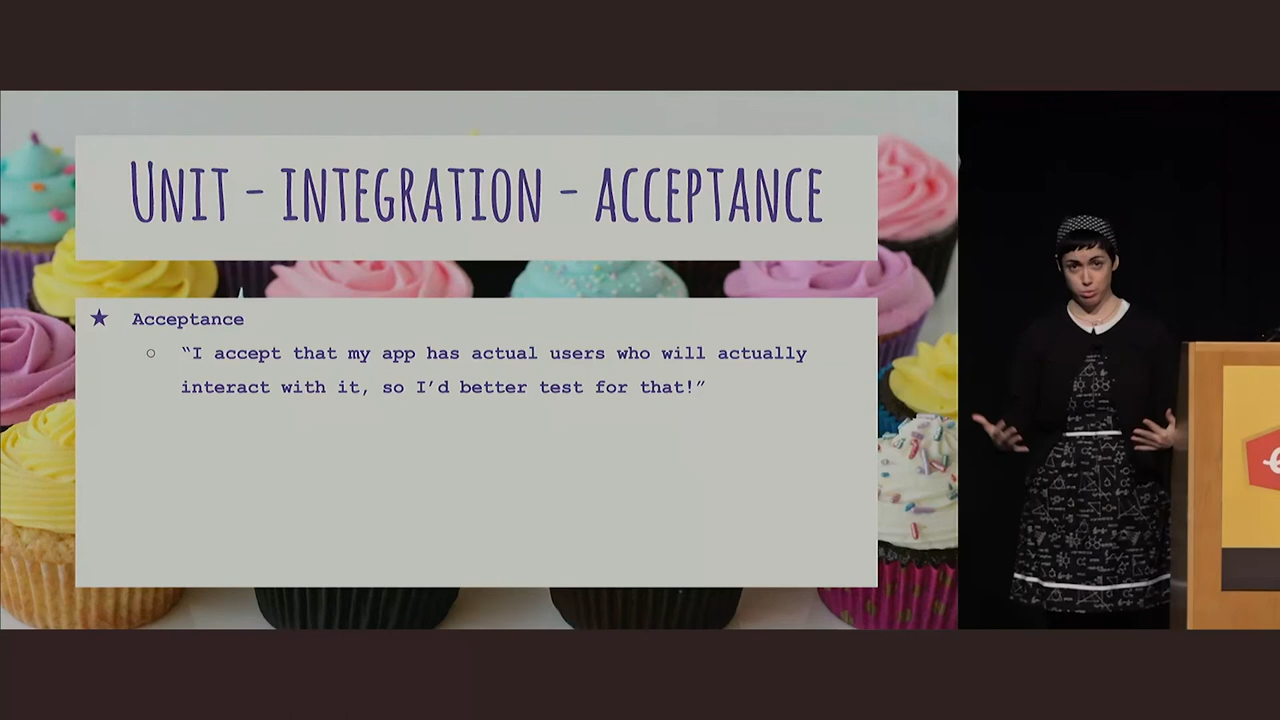 Unit - integration - acceptance
★ Acceptance
○ “I accept that my app has actual users who will actually
interact with it, so I’d better test for that!”